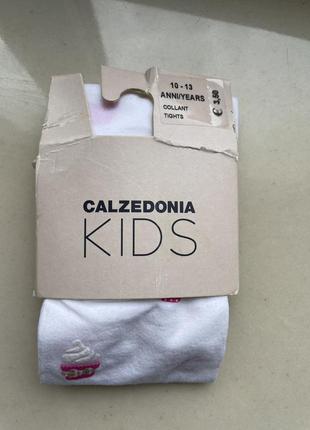 10 - 13
ANNI/YEARS
COLLANT
TIGHTS
€ 3,50
CALZEDONIA
KIDS